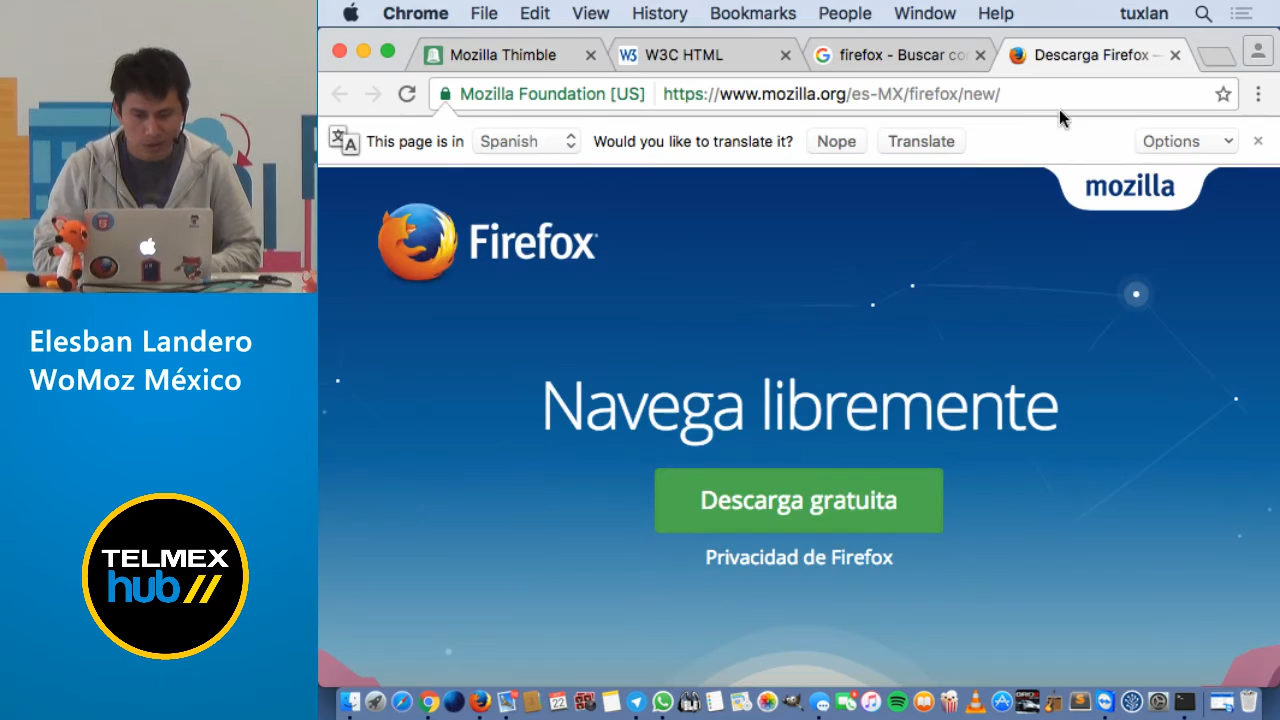 Chrome File Edit View History Bookmarks People Window Help tuxlan
Mozilla Thimble W3C HTML firefox - Buscar co Descarga Firefox —
Mozilla Foundation [US] https://www.mozilla.org/es-MX/firefox/new/
This page is in Spanish Would you like to translate it? Nope Translate Options
mozilla
Firefox
Navega libremente
Descarga gratuita
Privacidad de Firefox
Elesban Landero
WoMoz México
TELMEX
hub//